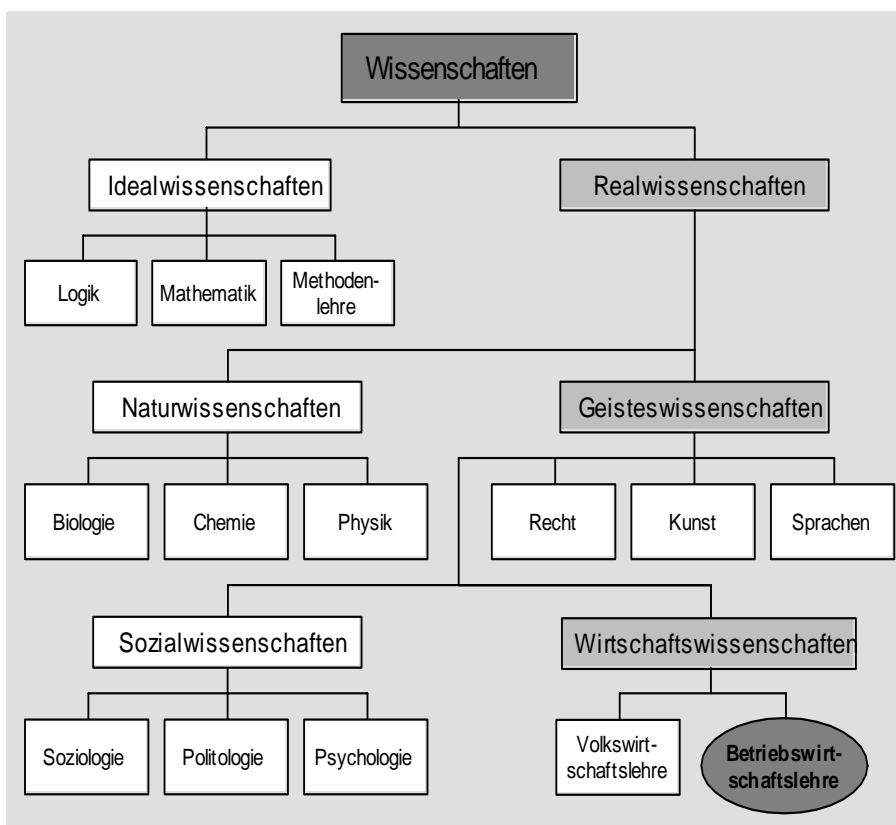 Wissenschaften
Idealwissenschaften
Realwissenschaften
Logik
Mathematik
Methoden-
lehre
Naturwissenschaften
Geisteswissenschaften
Biologie
Chemie
Physik
Recht
Kunst
Sprachen
Sozialwissenschaften
Wirtschaftswissenschaften
Soziologie
Politologie
Psychologie
Volkswirt-
schaftslehre
Betriebswirt-
schaftslehre